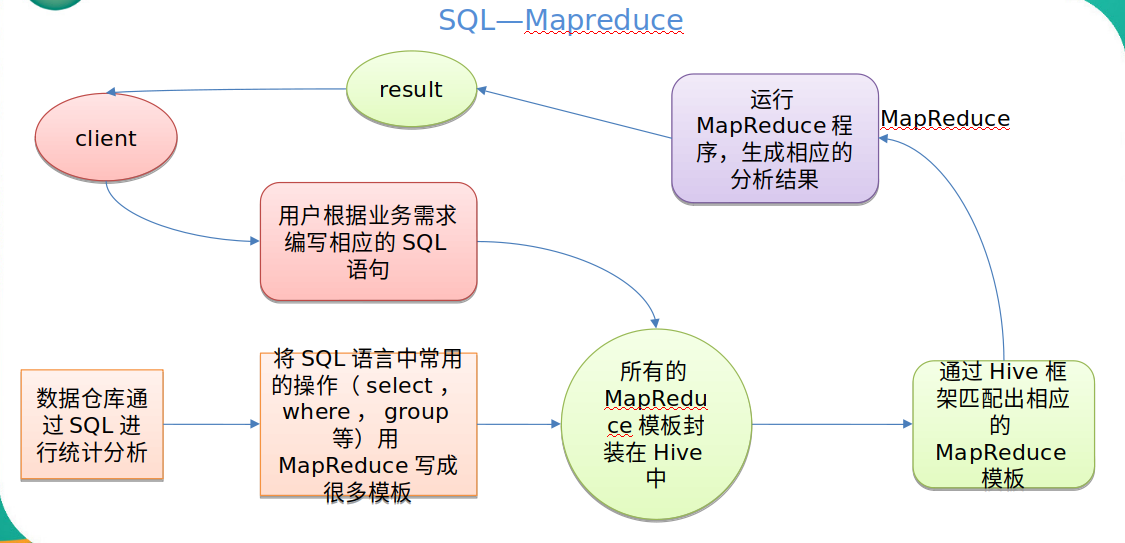 SQL—Mapreduce
result
client
运行
MapReduce 程
序，生成相应的
分析结果
MapReduce
用户根据业务需求
编写相应的 SQL
语句
数据仓库通
过 SQL 进
行统计分析
将 SQL 语言中常用
的操作（ select ，
where ， group
等）用
MapReduce 写成
很多模板
所有的
MapRedu
ce 模板封
装在 Hive
中
通过 Hive 框
架匹配出相应
的
MapReduce
模板